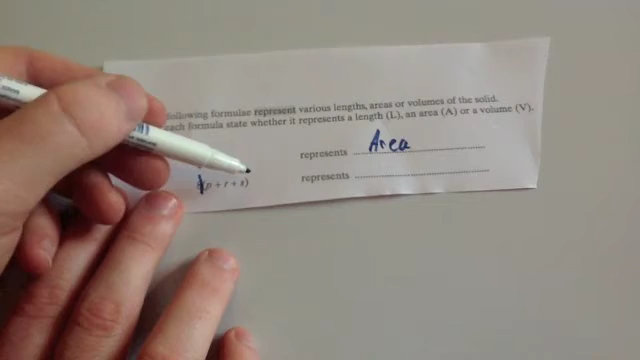 following formulae represent various lengths, areas or volumes of the solid.
each formula state whether it represents a length (L), an area (A) or a volume (V).
represents Area
(p + r + s) represents